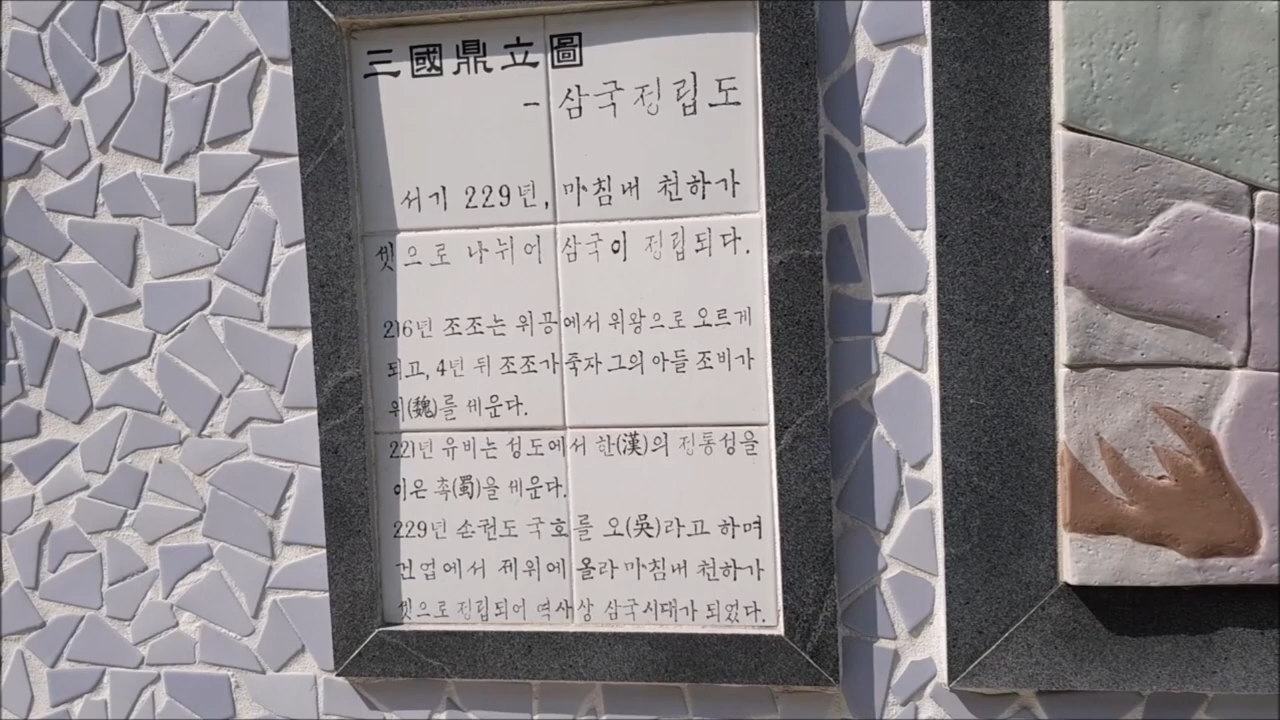 三國鼎立圖
- 삼국정립도
서기 229년, 마침내 천하가
셋으로 나뉘어 삼국이 정립되다.
216년 조조는 위공에서 위왕으로 오르게
되고, 4년 뒤 조조가 죽자 그의 아들 조비가
위(魏)를 세운다.
221년 유비는 성도에서 한(漢)의 정통성을
이은 촉(蜀)을 세운다.
229년 손권도 국호를 오(吳)라고 하며
건업에서 제위에 올라 마침내 천하가
셋으로 정립되어 역사상 삼국시대가 되었다.